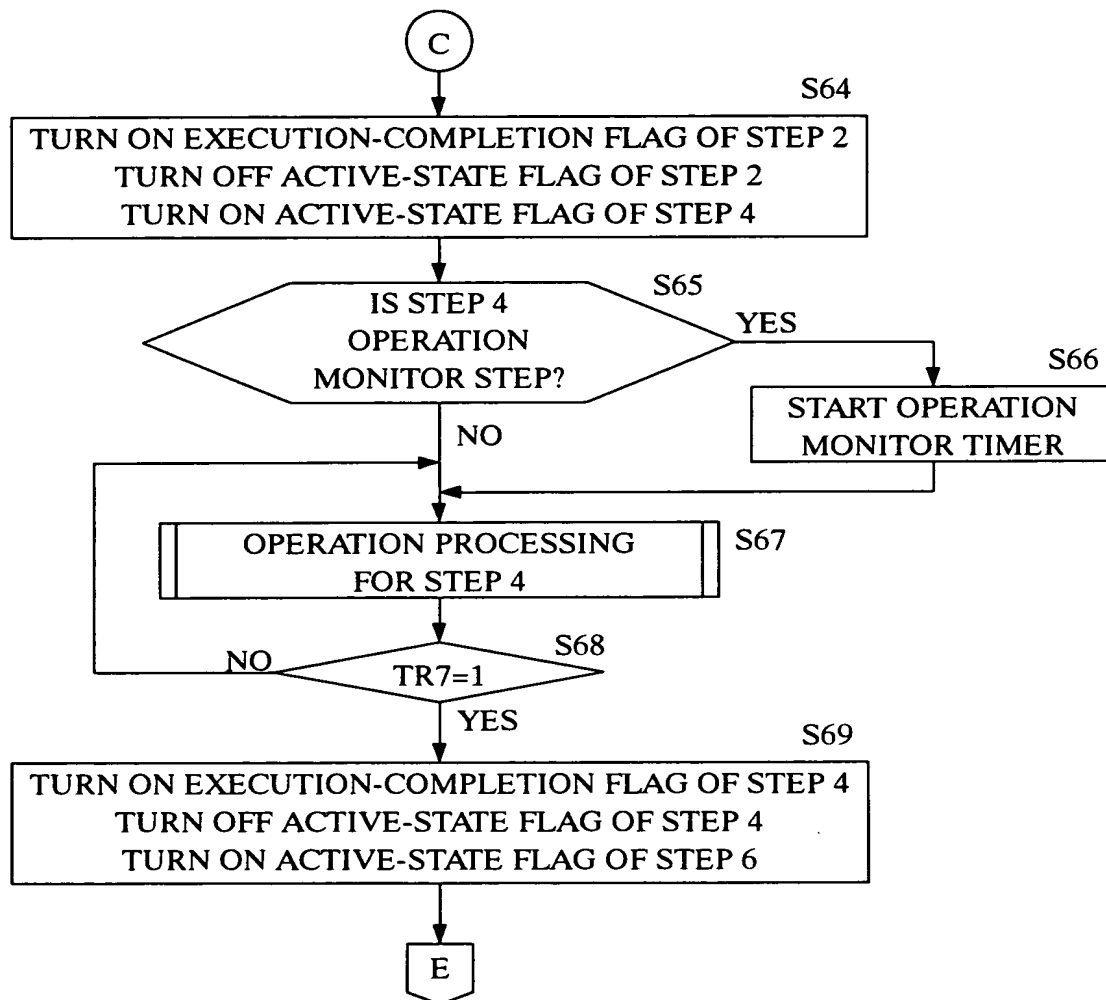 C
S64
TURN ON EXECUTION-COMPLETION FLAG OF STEP 2
TURN OFF ACTIVE-STATE FLAG OF STEP 2
TURN ON ACTIVE-STATE FLAG OF STEP 4
S65
IS STEP 4
OPERATION
MONITOR STEP?
YES
S66
START OPERATION
MONITOR TIMER
NO
OPERATION PROCESSING
FOR STEP 4
S67
S68
NO
TR7=1
YES
S69
TURN ON EXECUTION-COMPLETION FLAG OF STEP 4
TURN OFF ACTIVE-STATE FLAG OF STEP 4
TURN ON ACTIVE-STATE FLAG OF STEP 6
E